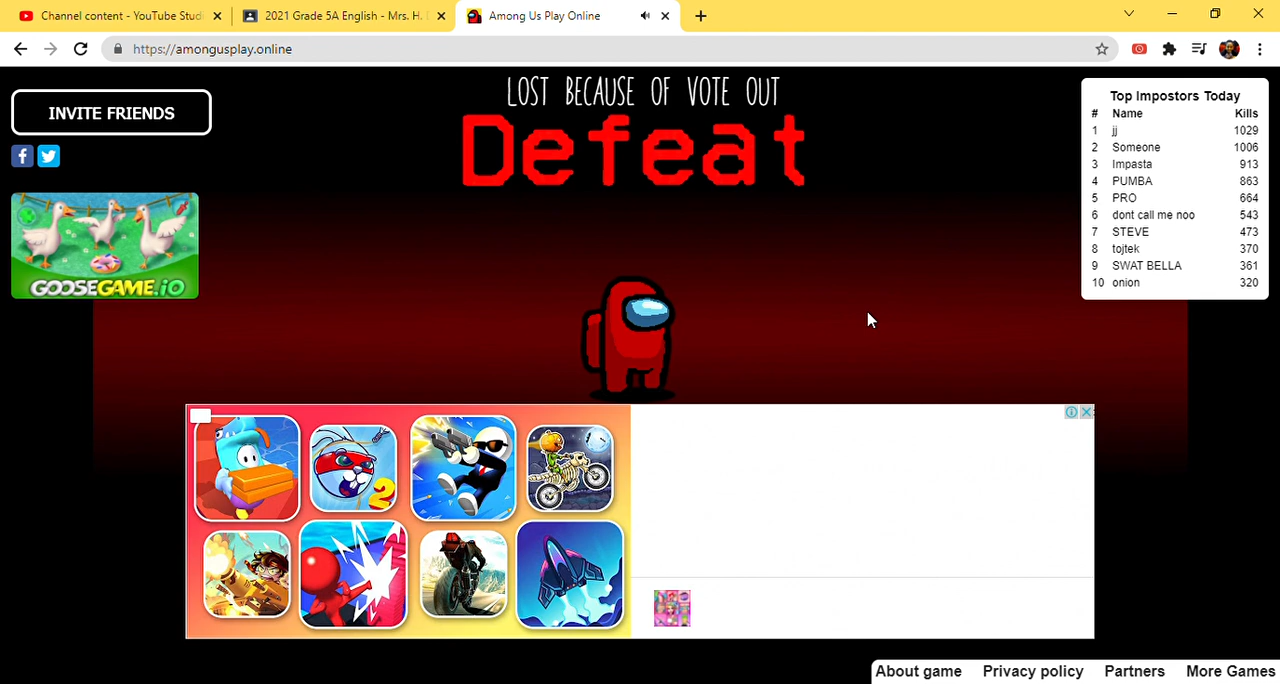 Channel content - YouTube Studi
2021 Grade 5A English - Mrs. H.
Among Us Play Online
https://amongusplay.online
INVITE FRIENDS
GOOSEGAME.iO
LOST BECAUSE OF VOTE OUT
Defeat
Top Impostors Today
# Name Kills
1 jj 1029
2 Someone 1006
3 Impasta 913
4 PUMBA 863
5 PRO 664
6 dont call me noo 543
7 STEVE 473
8 tojtek 370
9 SWAT BELLA 361
10 onion 320
2
About game Privacy policy Partners More Games